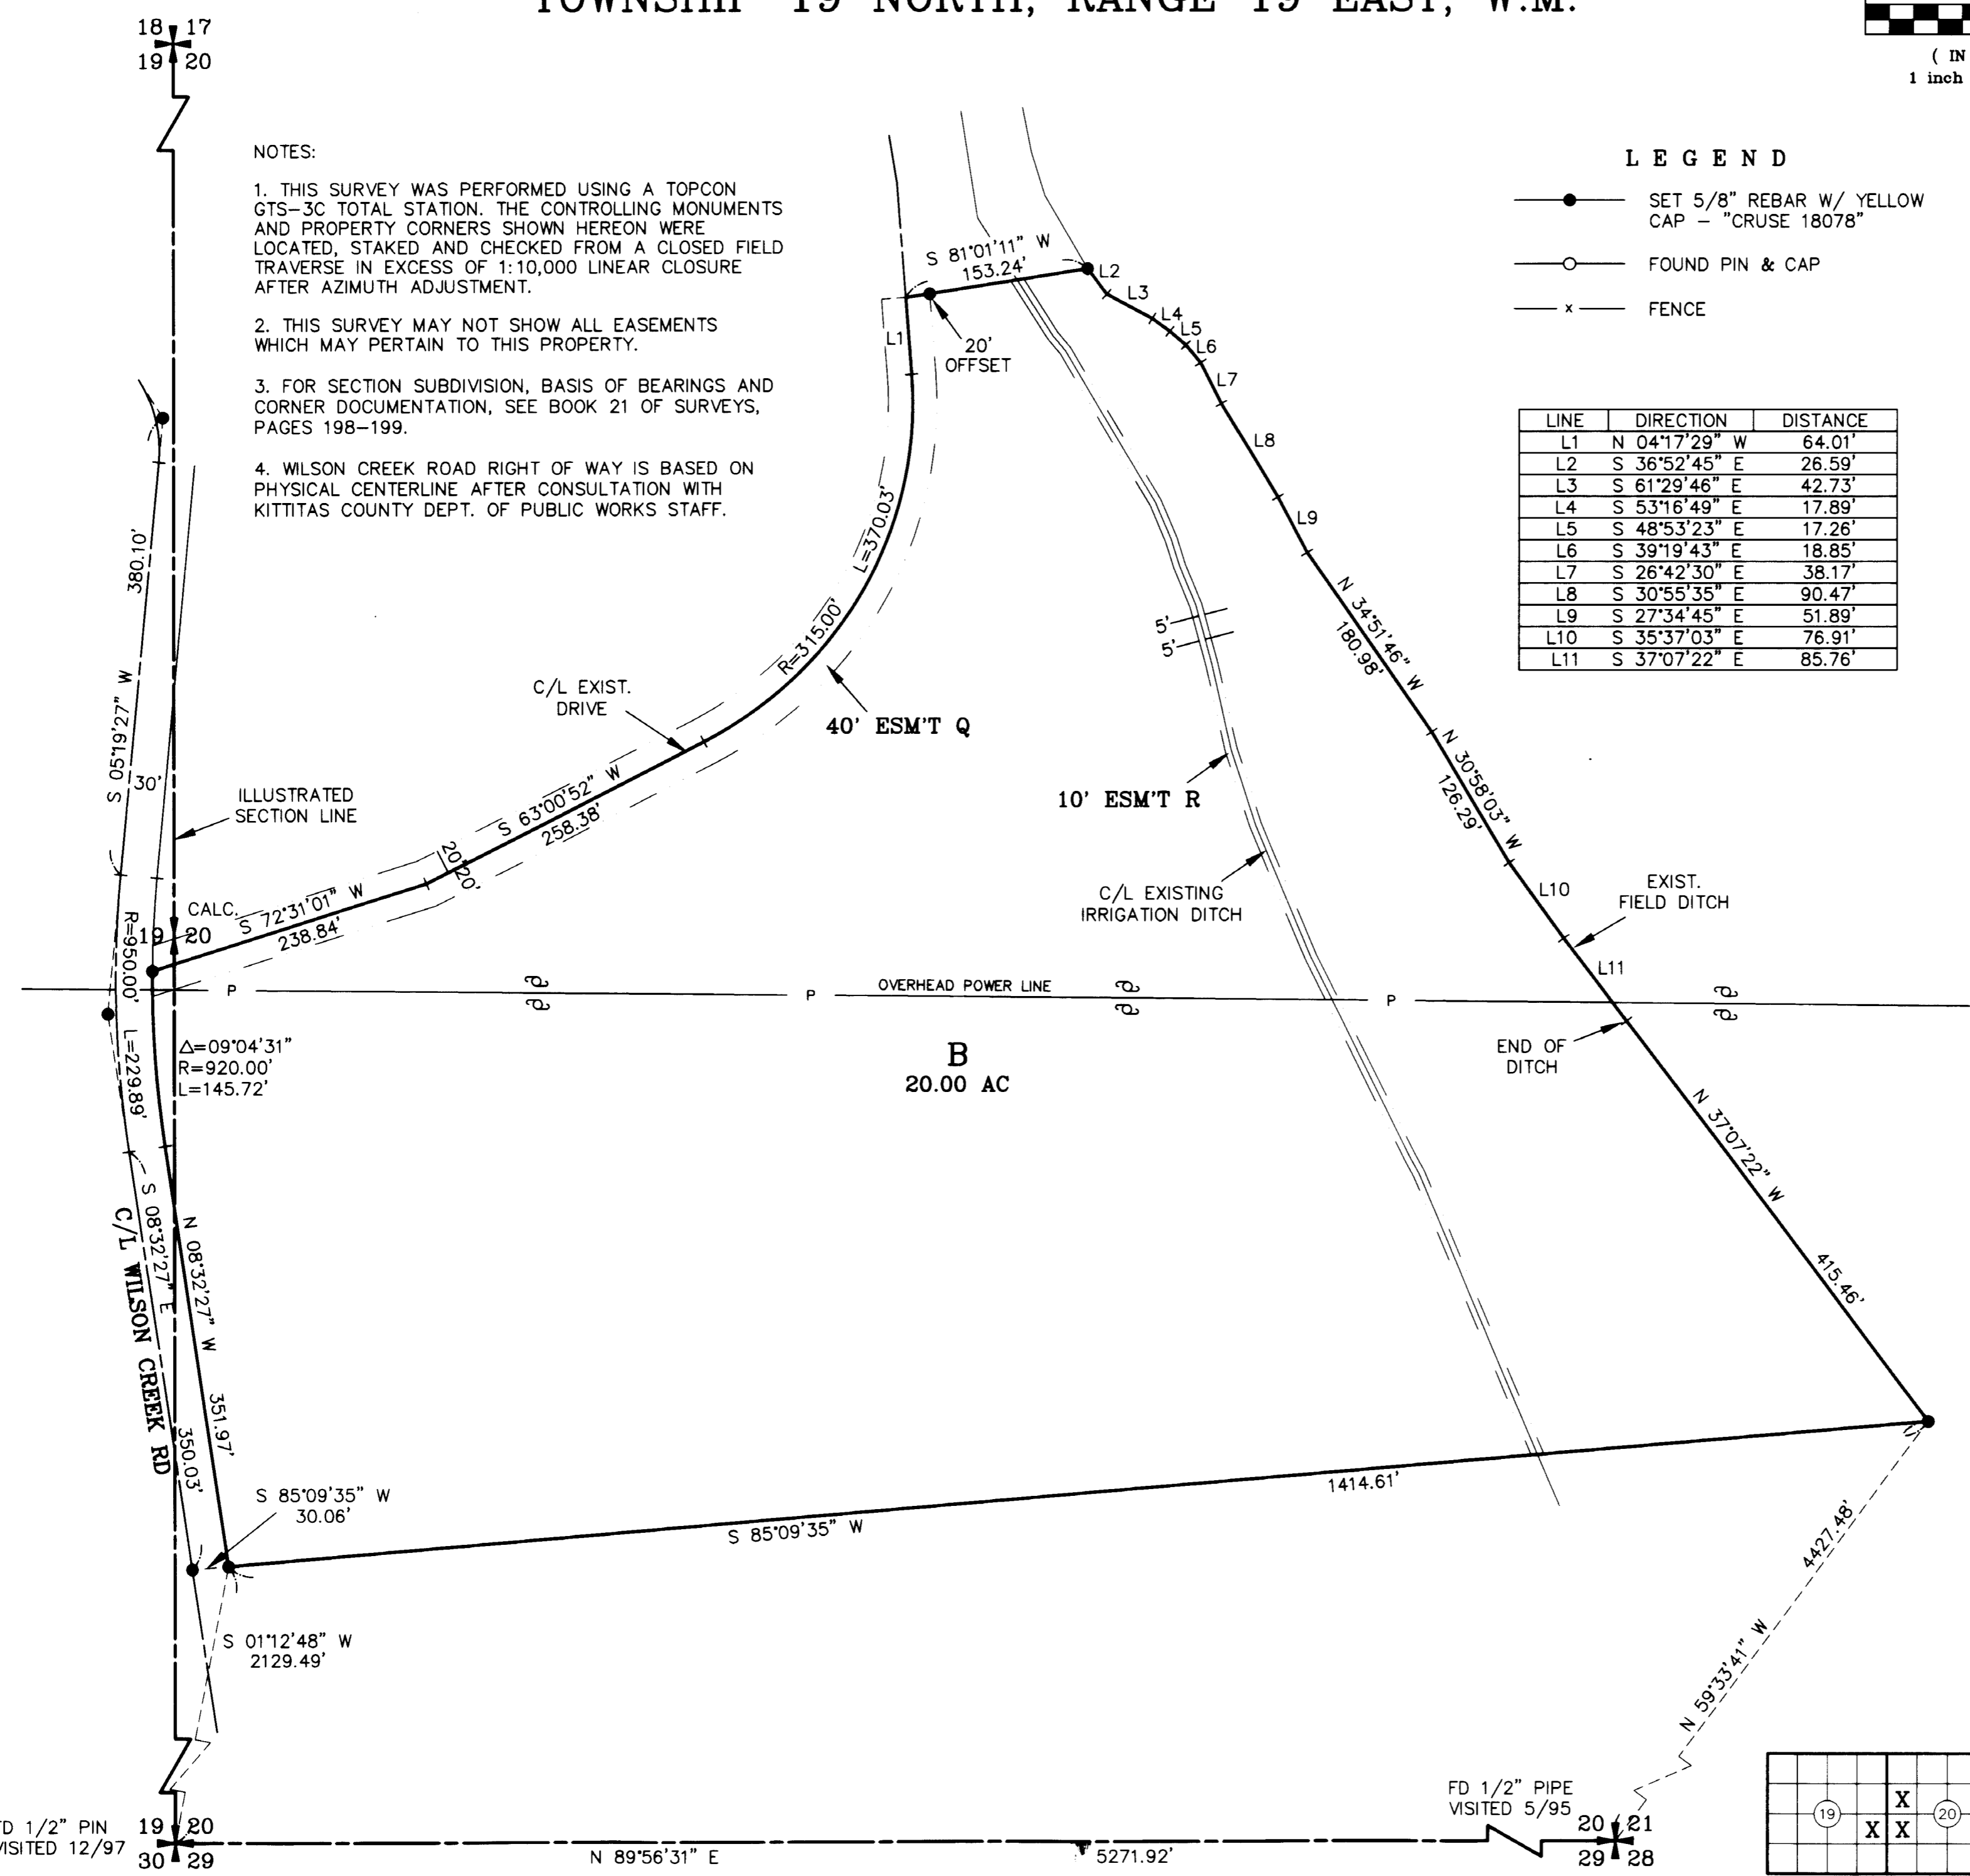 TOWNSHIP 19 NORTH, RANGE 19 EAST, W.M.
18 17
19 20
( IN
1 inch
NOTES:
1. THIS SURVEY WAS PERFORMED USING A TOPCON
GTS-3C TOTAL STATION. THE CONTROLLING MONUMENTS
AND PROPERTY CORNERS SHOWN HEREON WERE
LOCATED, STAKED AND CHECKED FROM A CLOSED FIELD
TRAVERSE IN EXCESS OF 1:10,000 LINEAR CLOSURE
AFTER AZIMUTH ADJUSTMENT.
2. THIS SURVEY MAY NOT SHOW ALL EASEMENTS
WHICH MAY PERTAIN TO THIS PROPERTY.
3. FOR SECTION SUBDIVISION, BASIS OF BEARINGS AND
CORNER DOCUMENTATION, SEE BOOK 21 OF SURVEYS,
PAGES 198-199.
4. WILSON CREEK ROAD RIGHT OF WAY IS BASED ON
PHYSICAL CENTERLINE AFTER CONSULTATION WITH
KITTITAS COUNTY DEPT. OF PUBLIC WORKS STAFF.
L E G E N D
SET 5/8" REBAR W/ YELLOW
CAP - "CRUSE 18078"
FOUND PIN & CAP
x FENCE
LINE DIRECTION DISTANCE
L1 N 04°17'29" W 64.01'
L2 S 36°52'45" E 26.59'
L3 S 61°29'46" E 42.73'
L4 S 53°16'49" E 17.89'
L5 S 48°53'23" E 17.26'
L6 S 39°19'43" E 18.85'
L7 S 26°42'30" E 38.17'
L8 S 30°55'35" E 90.47'
L9 S 27°34'45" E 51.89'
L10 S 35°37'03" E 76.91'
L11 S 37°07'22" E 85.76'
S 81°01'11" W
153.24'
L1
20'
OFFSET
L2
L3
L4
L5
L6
L7
L8
L9
N 34°51'46" W
180.98'
N 30°58'03" W
126.29'
L10
L11
EXIST.
FIELD DITCH
END OF
DITCH
N 37°07'22" W
415.46'
L=370.03'
R=315.00'
C/L EXIST.
DRIVE
40' ESM'T Q
5'
5'
10' ESM'T R
C/L EXISTING
IRRIGATION DITCH
S 63°00'52" W
258.38'
20'
20'
S 72°31'01" W
238.84'
380.10'
S 05°19'27" W
30'
ILLUSTRATED
SECTION LINE
CALC.
19 20
R=950.00'
L=229.89'
P
P
OVERHEAD POWER LINE
P
Δ=09°04'31"
R=920.00'
L=145.72'
B
20.00 AC
S 08°32'27" E
350.03'
C/L WILSON CREEK RD
N 08°32'27" W
351.97'
S 85°09'35" W
30.06'
S 85°09'35" W
1414.61'
S 01°12'48" W
2129.49'
4427.48'
N 59°33'41" W
FD 1/2" PIPE
VISITED 5/95
20 21
29 28
1/2" PIN
VISITED 12/97
19 20
30 29
N 89°56'31" E
5271.92'
X
19
20
X X